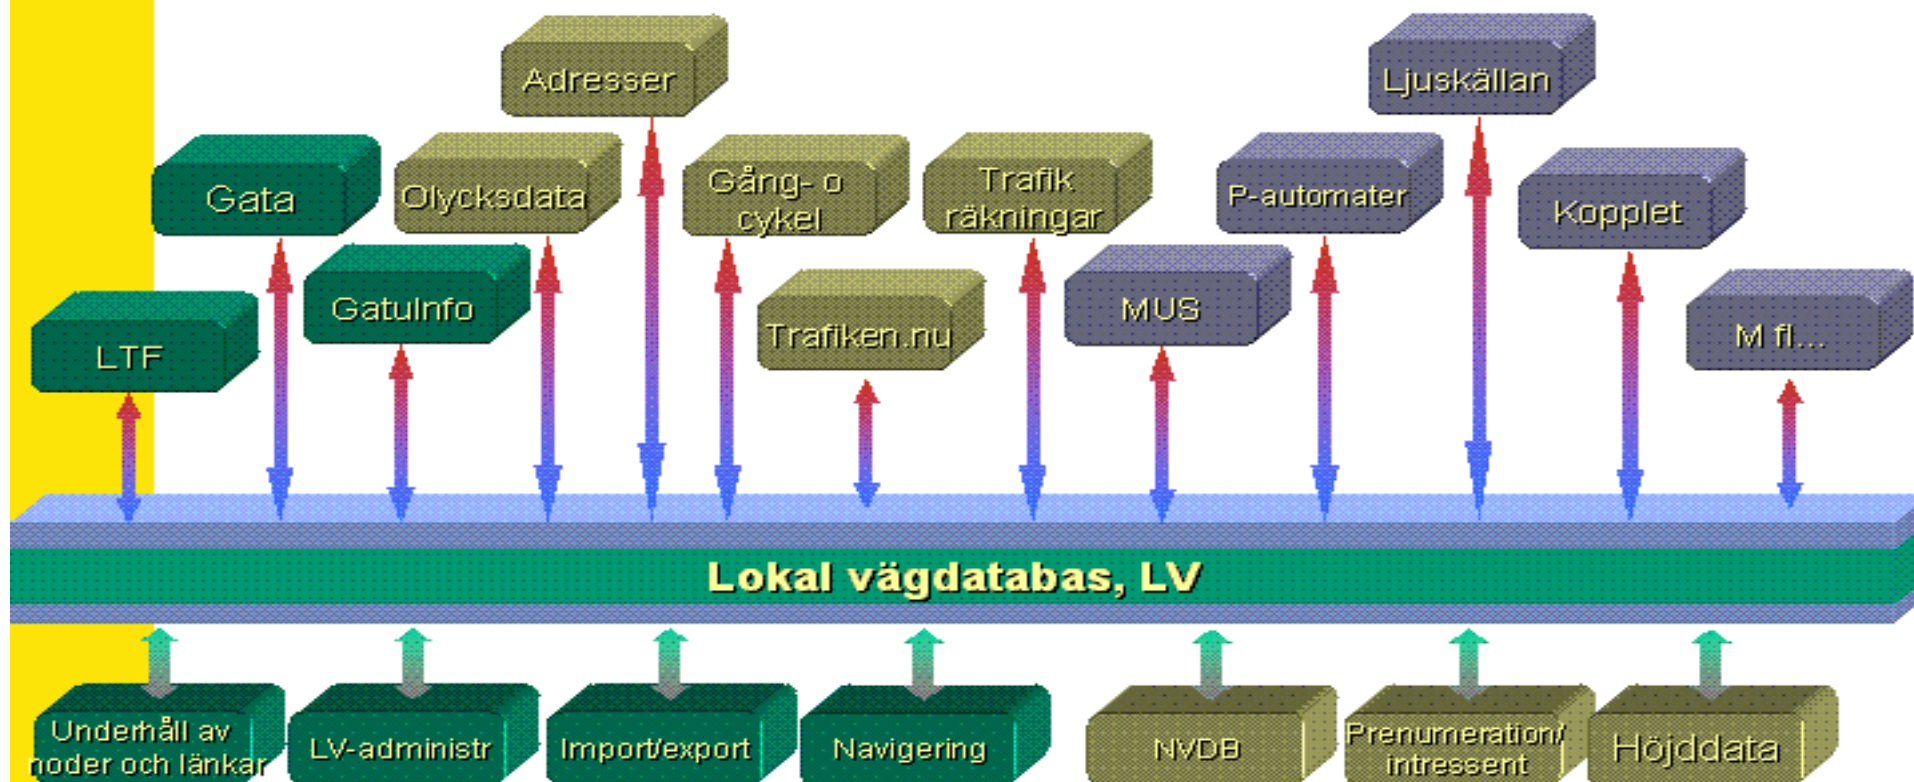 Adresser
Ljuskällan
Gata
Olycksdata
Gång- o
cykel
Trafik
räkningar
P-automater
Kopplet
LTF
GatuInfo
Trafiken.nu
MUS
M fl...
Lokal vägdatabas, LV
Underhåll av
noder och länkar
LV-administr
Import/export
Navigering
NVDB
Prenumeration/
intressent
Höjddata